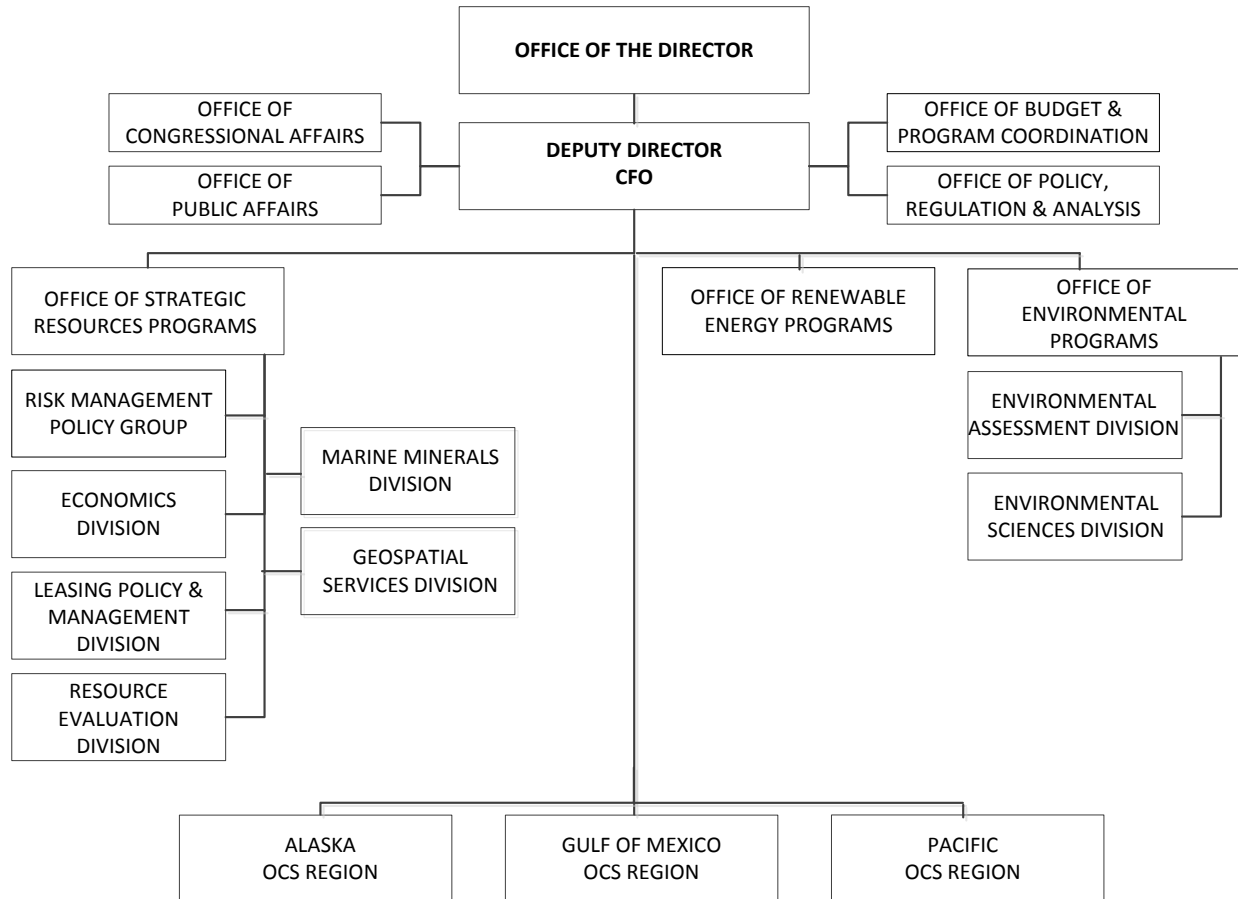 OFFICE OF THE DIRECTOR
OFFICE OF
CONGRESSIONAL AFFAIRS
OFFICE OF
PUBLIC AFFAIRS
DEPUTY DIRECTOR
CFO
OFFICE OF BUDGET &
PROGRAM COORDINATION
OFFICE OF POLICY,
REGULATION & ANALYSIS
OFFICE OF STRATEGIC
RESOURCES PROGRAMS
RISK MANAGEMENT
POLICY GROUP
ECONOMICS
DIVISION
LEASING POLICY &
MANAGEMENT
DIVISION
RESOURCE
EVALUATION
DIVISION
MARINE MINERALS
DIVISION
GEOSPATIAL
SERVICES DIVISION
OFFICE OF RENEWABLE
ENERGY PROGRAMS
OFFICE OF
ENVIRONMENTAL
PROGRAMS
ENVIRONMENTAL
ASSESSMENT DIVISION
ENVIRONMENTAL
SCIENCES DIVISION
ALASKA
OCS REGION
GULF OF MEXICO
OCS REGION
PACIFIC
OCS REGION